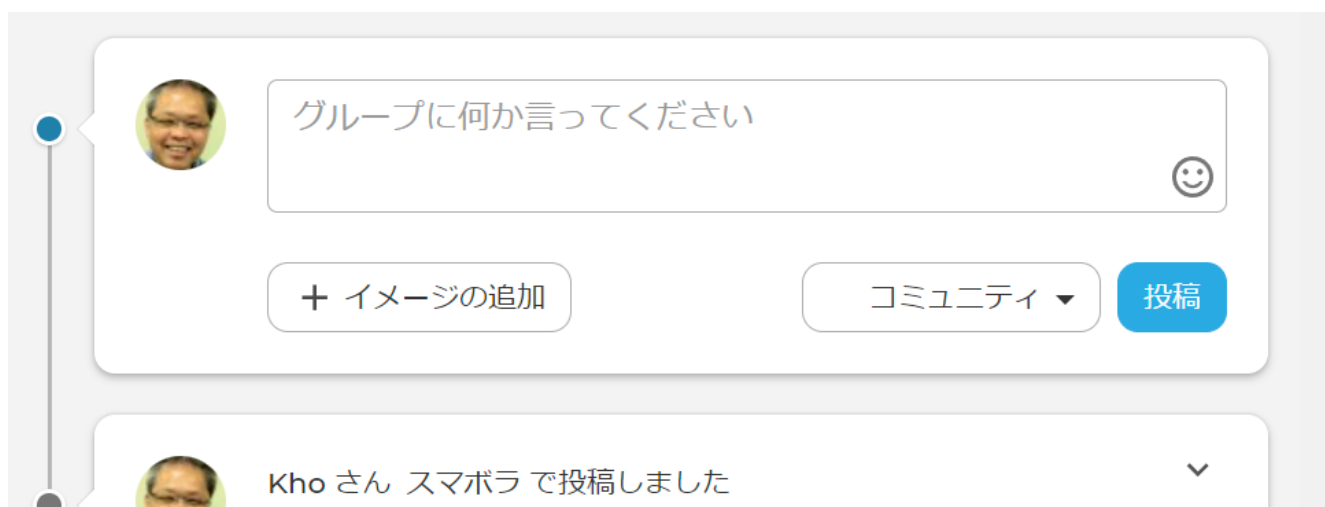 グループに何か言ってください
+ イメージの追加
コミュニティ
投稿
Kho さん スマボラ で投稿しました